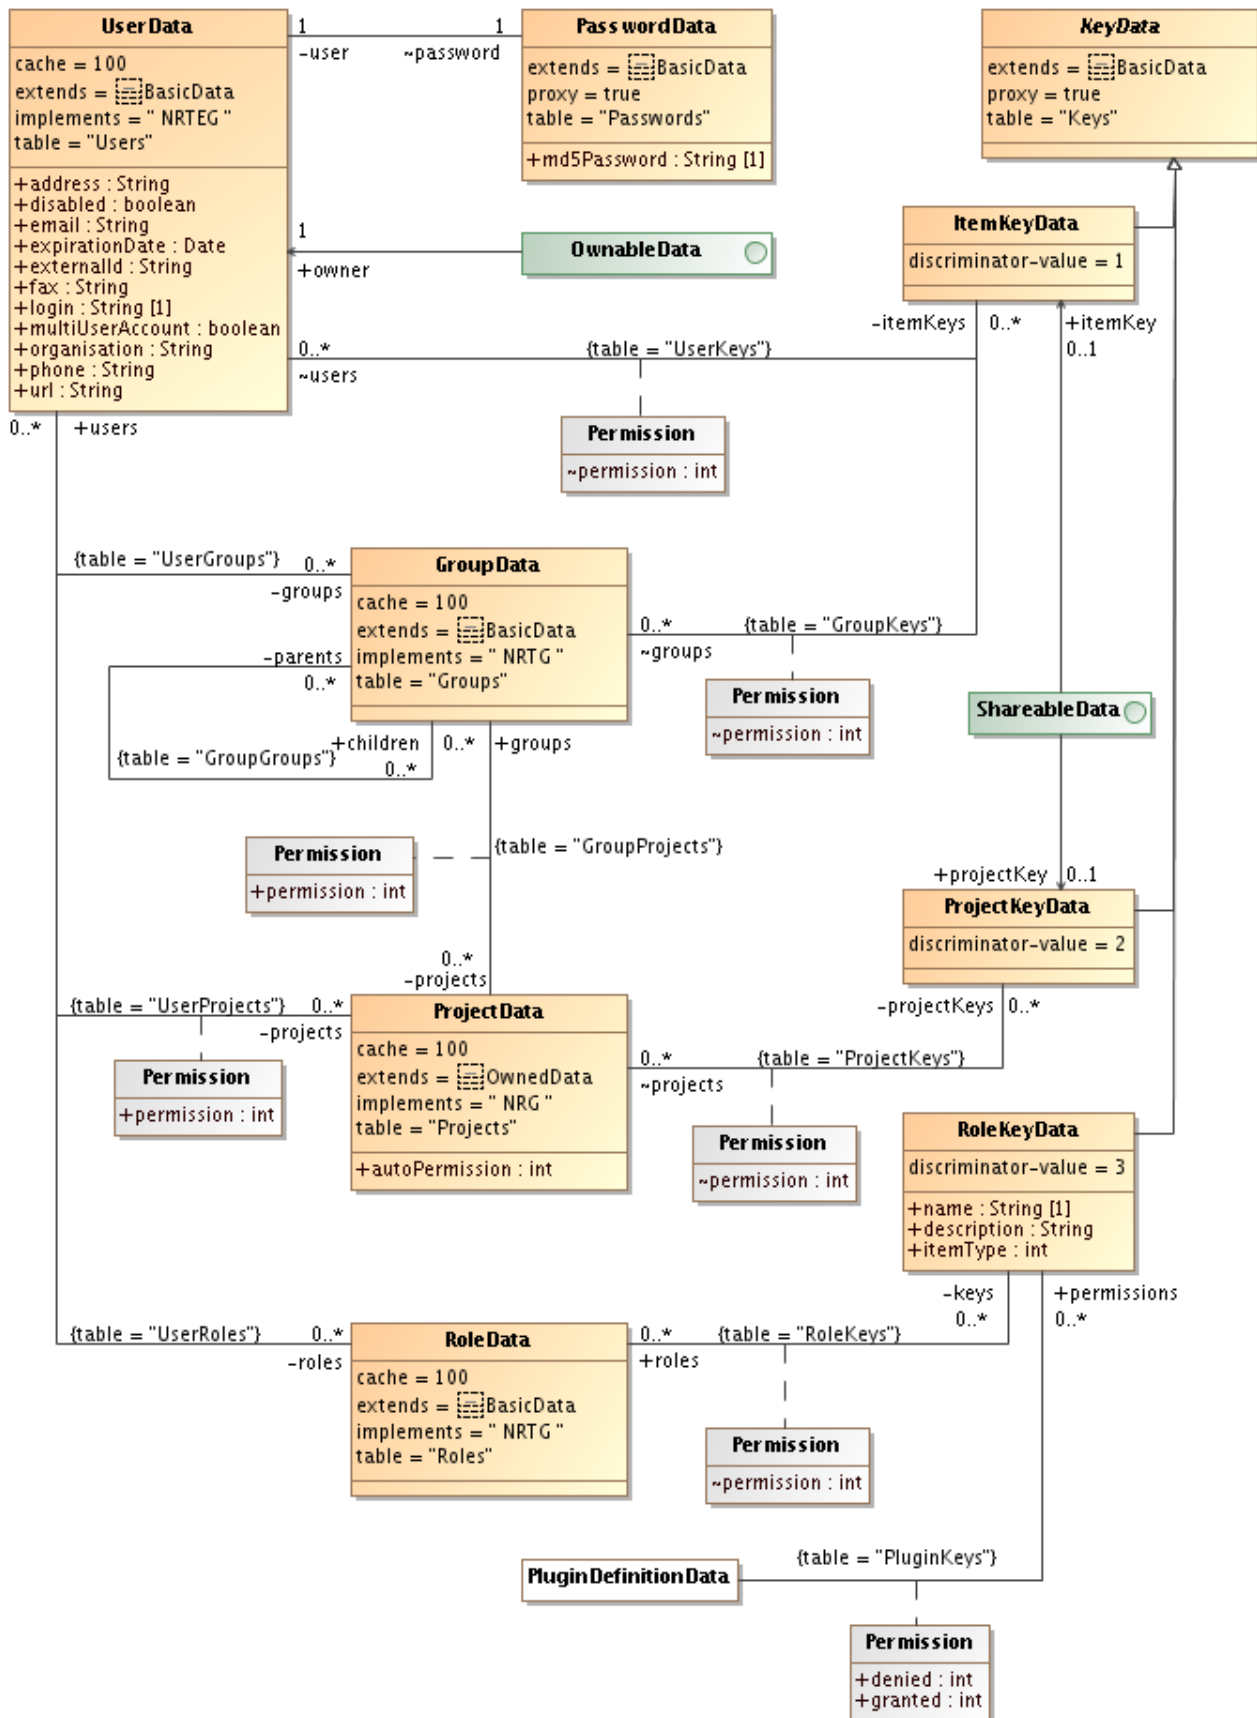 UserData
cache = 100
extends = BasicData
implements = " NRTEG "
table = "Users"
+address : String
+disabled : boolean
+email : String
+expirationDate : Date
+externalId : String
+fax : String
+login : String [1]
+multiUserAccount : boolean
+organisation : String
+phone : String
+url : String
1
-user
1
~password
PasswordData
extends = BasicData
proxy = true
table = "Passwords"
+md5Password : String [1]
KeyData
extends = BasicData
proxy = true
table = "Keys"
1
+owner
OwnableData
ItemKeyData
discriminator-value = 1
-itemKeys
0..*
+itemKey
0..1
0..*
~users
{table = "UserKeys"}
Permission
~permission : int
0..*
+users
{table = "UserGroups"}
0..*
-groups
GroupData
cache = 100
extends = BasicData
implements = " NRTG "
table = "Groups"
-parents
0..*
+children
0..*
{table = "GroupGroups"}
0..*
+groups
0..*
~groups
{table = "GroupKeys"}
Permission
~permission : int
ShareableData
Permission
+permission : int
{table = "GroupProjects"}
+projectKey
0..1
ProjectKeyData
discriminator-value = 2
0..*
-projects
{table = "UserProjects"}
0..*
-projects
Permission
+permission : int
ProjectData
cache = 100
extends = OwnedData
implements = " NRG "
table = "Projects"
+autoPermission : int
-projectKeys
0..*
0..*
~projects
{table = "ProjectKeys"}
Permission
~permission : int
RoleKeyData
discriminator-value = 3
+name : String [1]
+description : String
+itemType : int
-keys
0..*
+permissions
0..*
{table = "UserRoles"}
0..*
-roles
RoleData
cache = 100
extends = BasicData
implements = " NRTG "
table = "Roles"
0..*
+roles
{table = "RoleKeys"}
Permission
~permission : int
PluginDefinitionData
{table = "PluginKeys"}
Permission
+denied : int
+granted : int